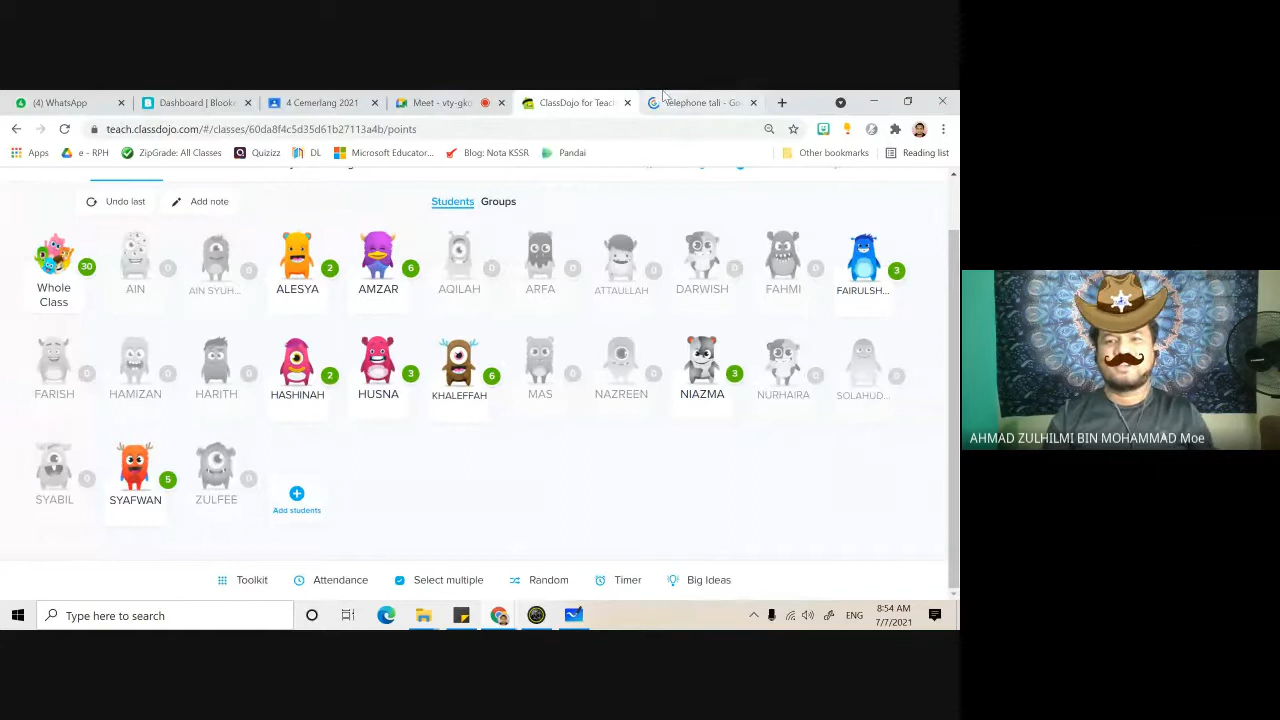 (4) WhatsApp
Dashboard | Blooke
4 Cemerlang 2021
Meet - vty-gko
ClassDojo for Teac
Telephone tali - Go
teach.classdojo.com/#/classes/60da8f4c5d35d61b27113a4b/points
Apps
e - RPH
ZipGrade: All Classes
Quizizz
DL
Microsoft Educator...
Blog: Nota KSSR
Pandai
Other bookmarks
Reading list
Undo last
Add note
Students
Groups
30
0
0
2
6
0
0
0
0
0
3
Whole
Class
AIN
AIN SYUH...
ALESYA
AMZAR
AQILAH
ARFA
ATTAULLAH
DARWISH
FAHMI
FAIRULSH...
0
0
0
2
3
6
0
0
3
0
0
FARISH
HAMIZAN
HARITH
HASHINAH
HUSNA
KHALEFFAH
MAS
NAZREEN
NIAZMA
NURHAIRA
SOLAHUD...
0
5
0
SYABIL
SYAFWAN
ZULFEE
Add students
AHMAD ZULHILMI BIN MOHAMMAD Moe
Toolkit
Attendance
Select multiple
Random
Timer
Big Ideas
Type here to search
ENG
8:54 AM
7/7/2021